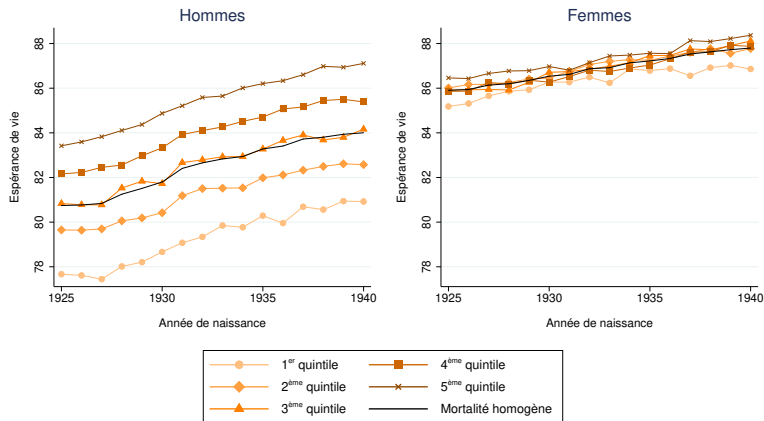 Hommes
Espérance de vie
88
86
84
82
80
78
1925 1930 1935 1940
Année de naissance
Femmes
Espérance de vie
88
86
84
82
80
78
1925 1930 1935 1940
Année de naissance
1er quintile
2ème quintile
3ème quintile
4ème quintile
5ème quintile
Mortalité homogène